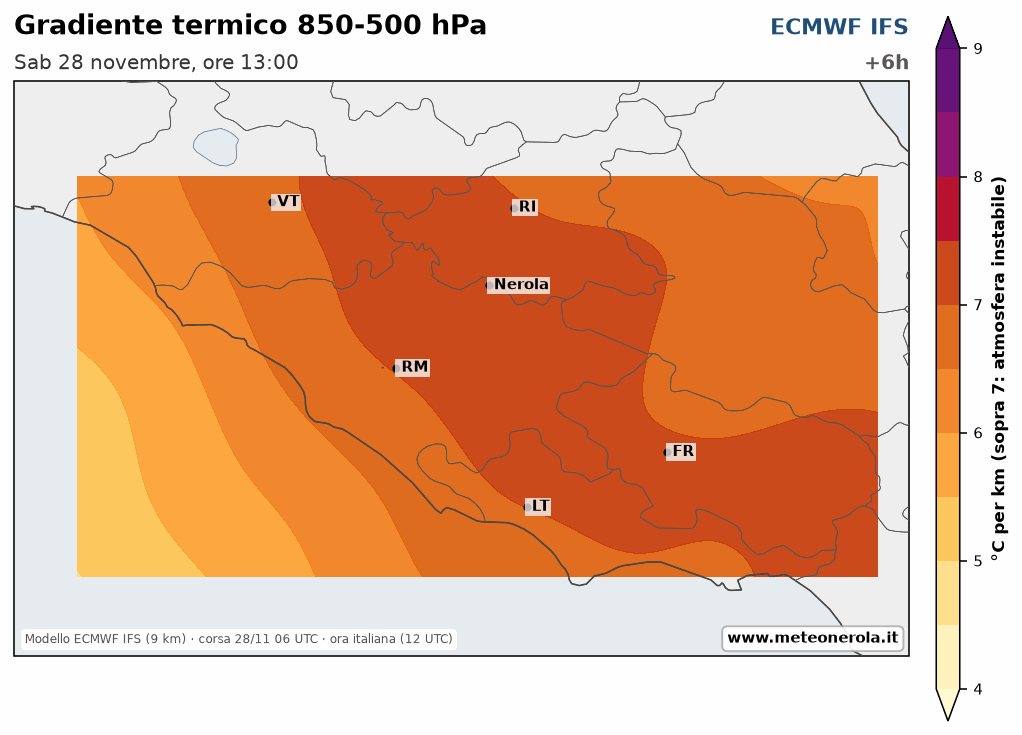 Gradiente termico 850-500 hPa
ECMWF IFS
Sab 28 novembre, ore 13:00
+6h
VT
RI
Nerola
RM
FR
LT
Modello ECMWF IFS (9 km) · corsa 28/11 06 UTC · ora italiana (12 UTC)
www.meteonerola.it
9
8
7
6
5
4
°C per km (sopra 7: atmosfera instabile)